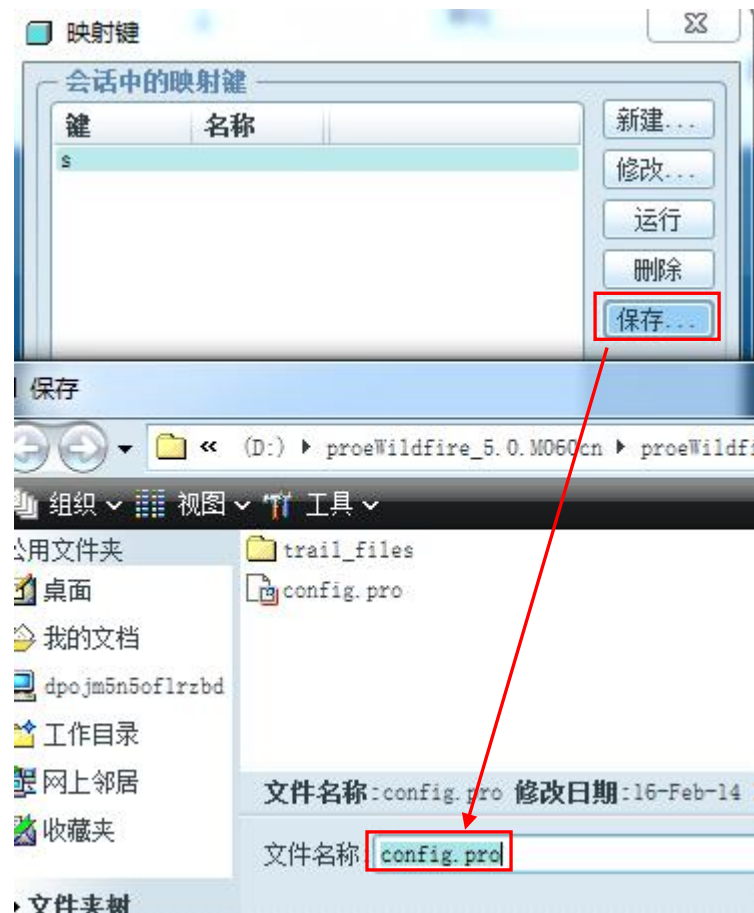 映射键
会话中的映射键
键 名称
s
新建...
修改...
运行
删除
保存...
保存
« (D:) ▸ proeWildfire_5.0.M060cn ▸ proeWildf
组织 视图 工具
公用文件夹
桌面
我的文档
dpojm5n5oflrzbd
工作目录
网上邻居
收藏夹
文件夹树
trail_files
config.pro
文件名称:config.pro 修改日期:16-Feb-14
文件名称: config.pro